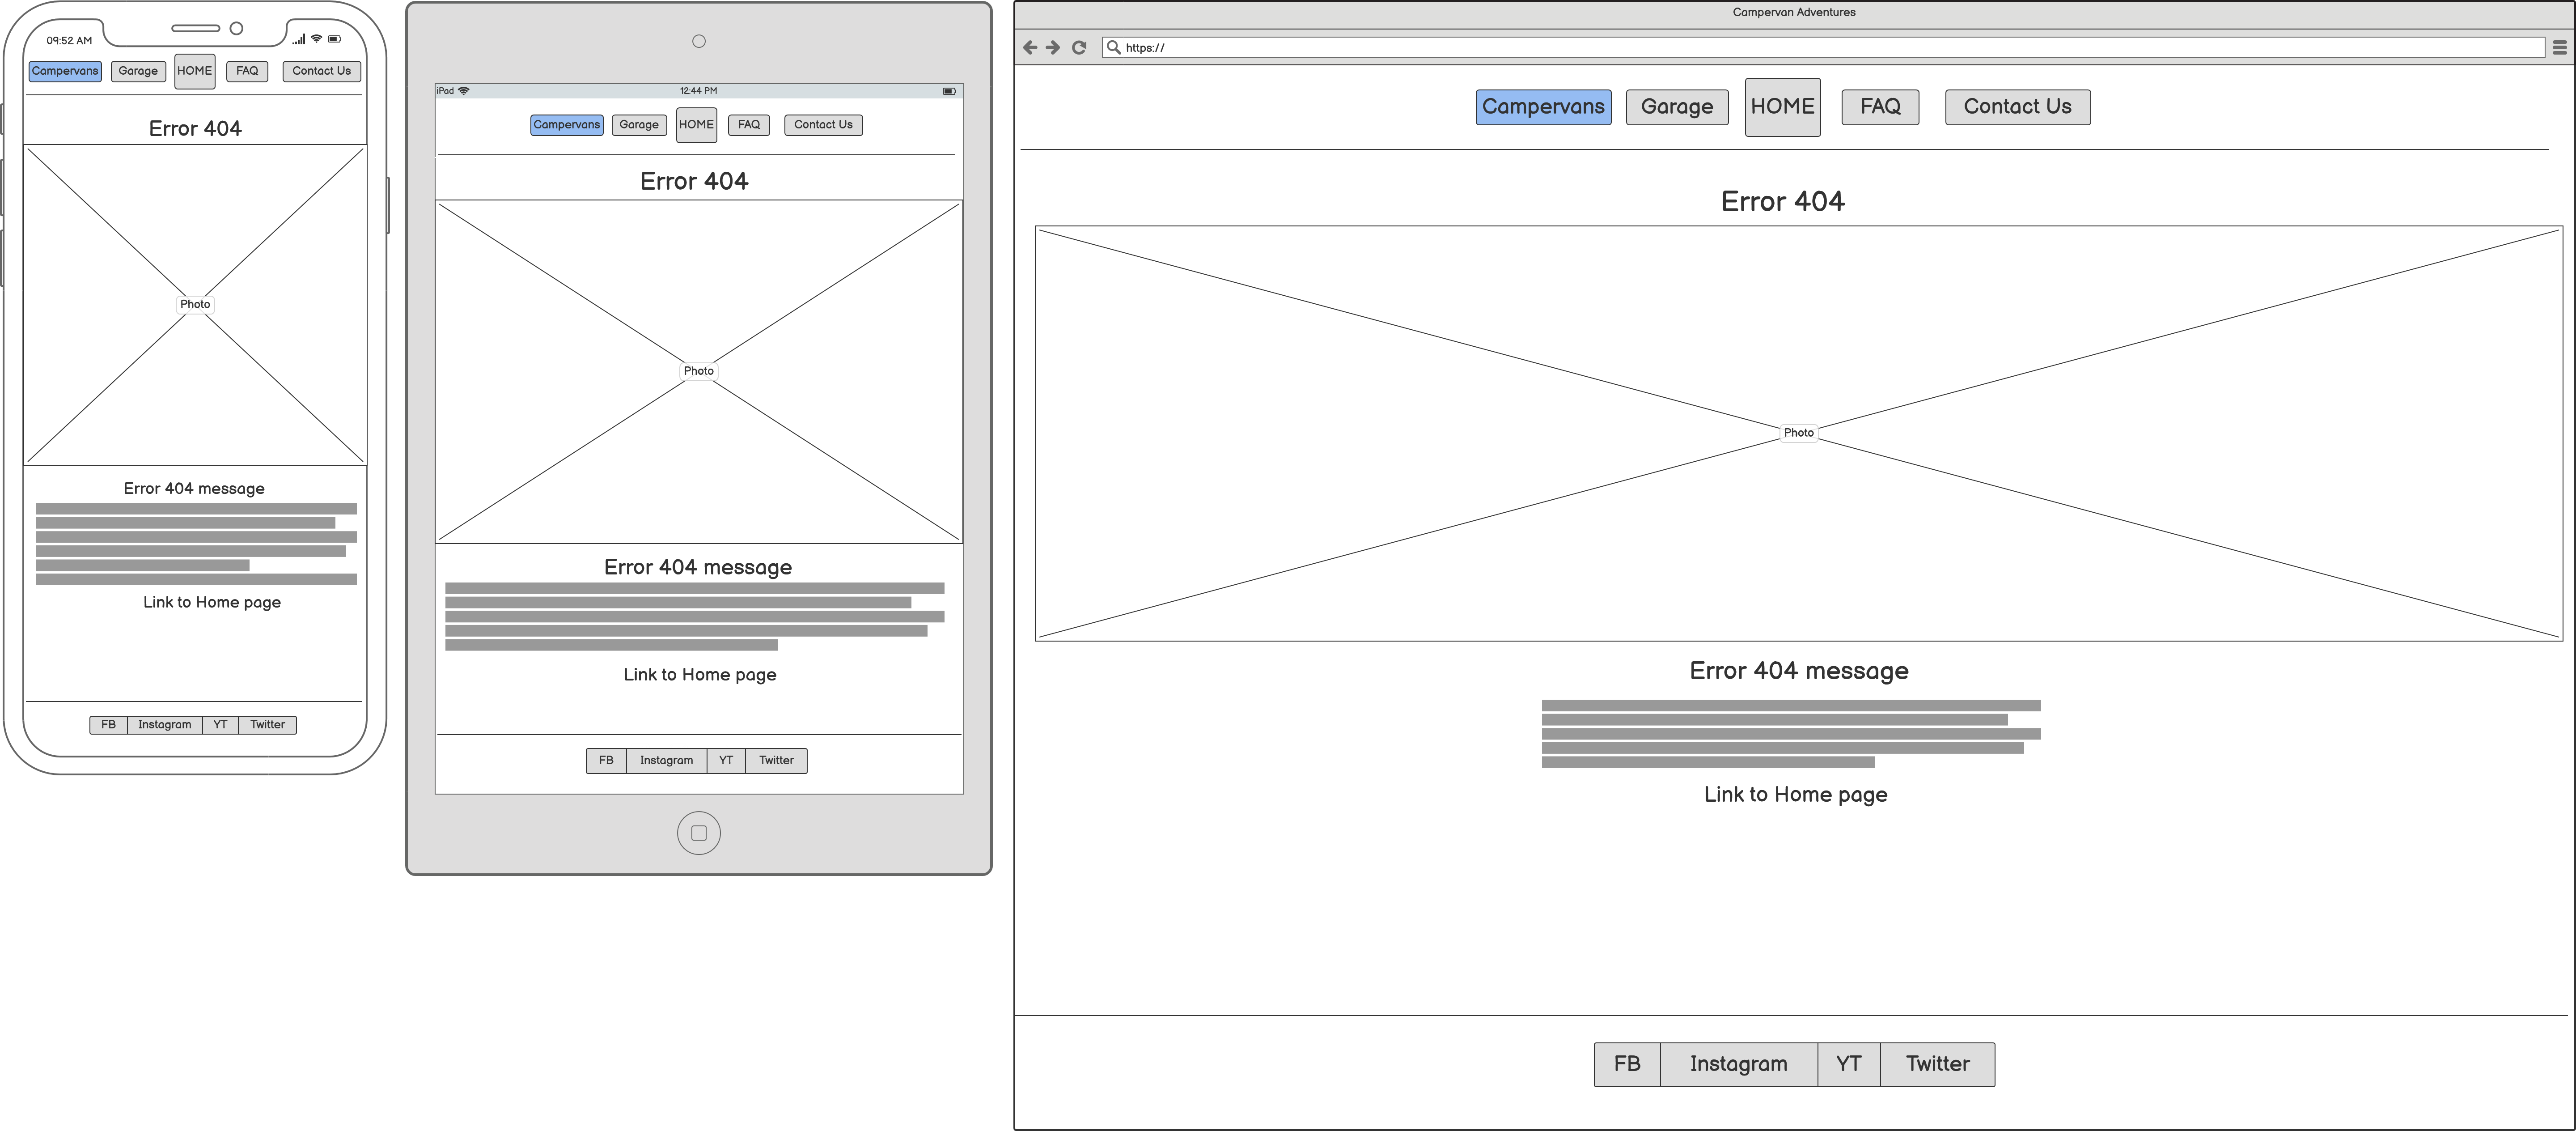 09:52 AM
Campervans Garage HOME FAQ Contact Us
Error 404
Photo
Error 404 message
Link to Home page
FB Instagram YT Twitter
iPad 12:44 PM
Campervans Garage HOME FAQ Contact Us
Error 404
Photo
Error 404 message
Link to Home page
FB Instagram YT Twitter
Campervan Adventures
https://
Campervans Garage HOME FAQ Contact Us
Error 404
Photo
Error 404 message
Link to Home page
FB Instagram YT Twitter